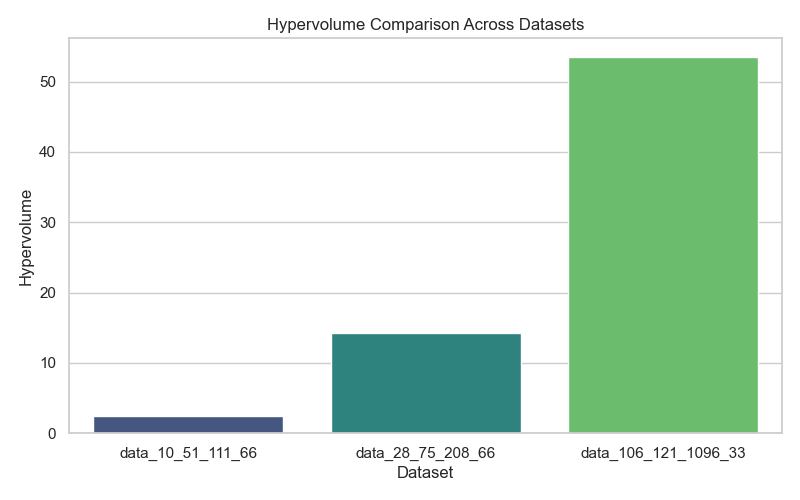 Hypervolume Comparison Across Datasets
Hypervolume
50
40
30
20
10
0
data_10_51_111_66
data_28_75_208_66
data_106_121_1096_33
Dataset